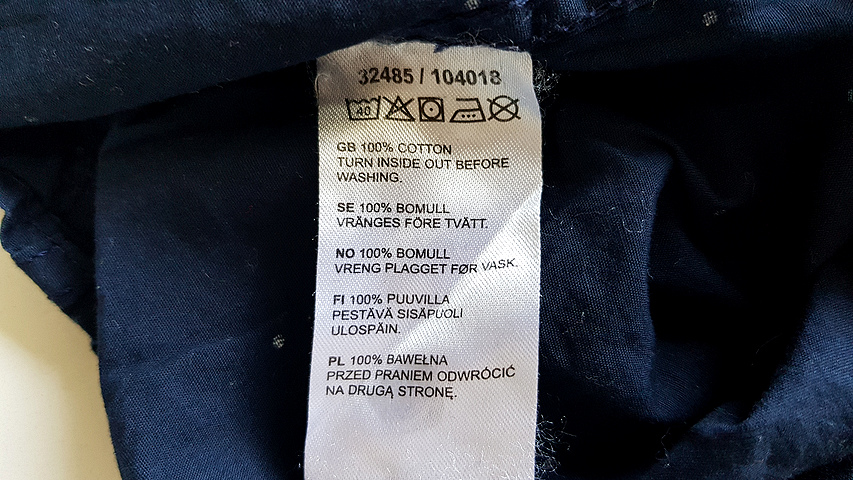 32485 / 104018
40
GB 100% COTTON
TURN INSIDE OUT BEFORE
WASHING.
SE 100% BOMULL
VRÄNGES FÖRE TVÄTT.
NO 100% BOMULL
VRENG PLAGGET FØR VASK.
FI 100% PUUVILLA
PESTÄVÄ SISÄPUOLI
ULOSPÄIN.
PL 100% BAWEŁNA
PRZED PRANIEM ODWRÓCIĆ
NA DRUGĄ STRONĘ.